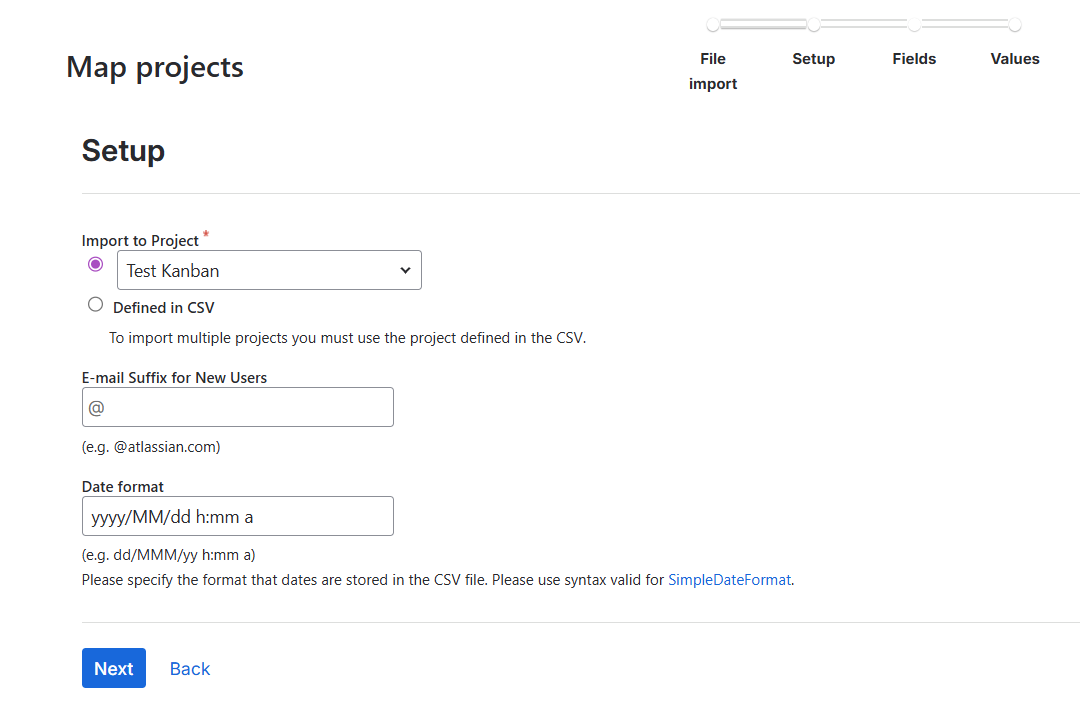 Map projects
File import
Setup
Fields
Values
Setup
Import to Project *
Test Kanban
Defined in CSV
To import multiple projects you must use the project defined in the CSV.
E-mail Suffix for New Users
@
(e.g. @atlassian.com)
Date format
yyyy/MM/dd h:mm a
(e.g. dd/MMM/yy h:mm a)
Please specify the format that dates are stored in the CSV file. Please use syntax valid for SimpleDateFormat.
Next
Back